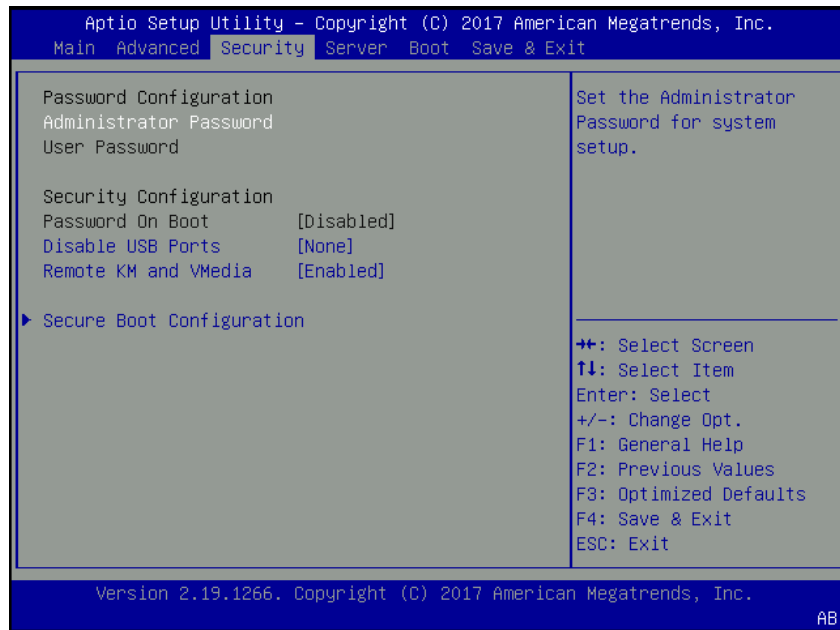 Aptio Setup Utility – Copyright (C) 2017 American Megatrends, Inc.
Main Advanced Security Server Boot Save & Exit
Password Configuration
Administrator Password
User Password
Security Configuration
Password On Boot [Disabled]
Disable USB Ports [None]
Remote KM and VMedia [Enabled]
Secure Boot Configuration
Set the Administrator
Password for system
setup.
→←: Select Screen
↑↓: Select Item
Enter: Select
+/-: Change Opt.
F1: General Help
F2: Previous Values
F3: Optimized Defaults
F4: Save & Exit
ESC: Exit
Version 2.19.1266. Copyright (C) 2017 American Megatrends, Inc.
AB